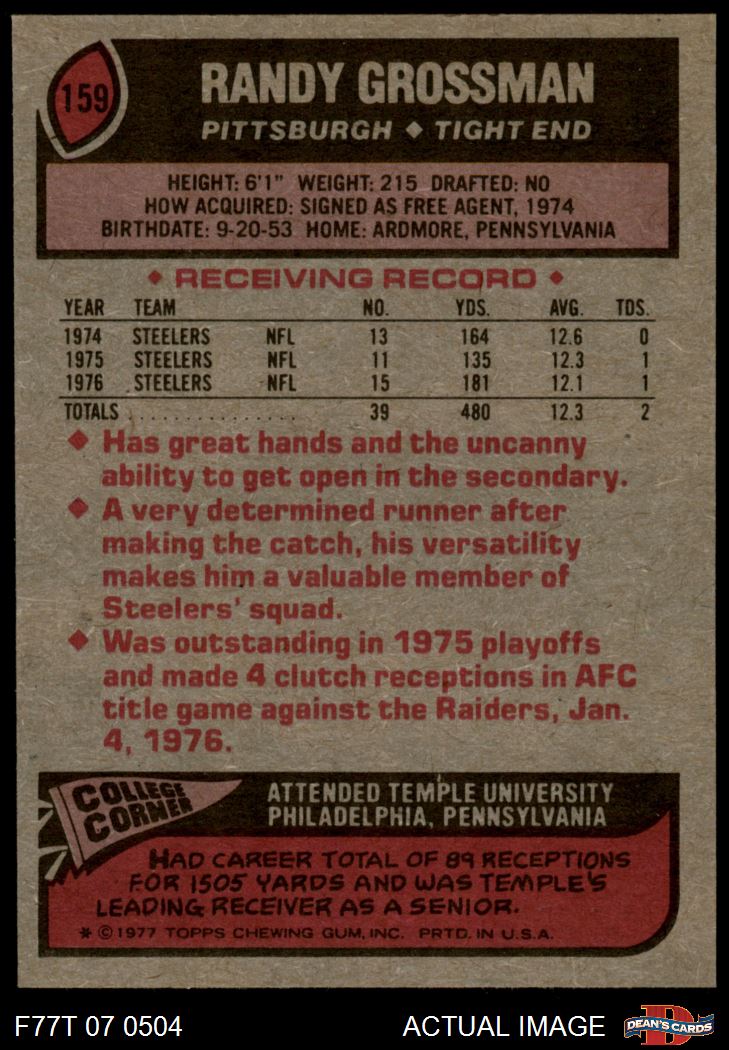 159
RANDY GROSSMAN
PITTSBURGH ◆ TIGHT END
HEIGHT: 6'1" WEIGHT: 215 DRAFTED: NO
HOW ACQUIRED: SIGNED AS FREE AGENT, 1974
BIRTHDATE: 9-20-53 HOME: ARDMORE, PENNSYLVANIA
◆ RECEIVING RECORD ◆
YEAR TEAM NO. YDS. AVG. TDS.
1974 STEELERS NFL 13 164 12.6 0
1975 STEELERS NFL 11 135 12.3 1
1976 STEELERS NFL 15 181 12.1 1
TOTALS . . . . . . . . . . . . . . . . 39 480 12.3 2
◆ Has great hands and the uncanny
ability to get open in the secondary.
◆ A very determined runner after
making the catch, his versatility
makes him a valuable member of
Steelers' squad.
◆ Was outstanding in 1975 playoffs
and made 4 clutch receptions in AFC
title game against the Raiders, Jan.
4, 1976.
COLLEGE
CORNER
ATTENDED TEMPLE UNIVERSITY
PHILADELPHIA, PENNSYLVANIA
HAD CAREER TOTAL OF 89 RECEPTIONS
FOR 1505 YARDS AND WAS TEMPLE'S
LEADING RECEIVER AS A SENIOR.
* © 1977 TOPPS CHEWING GUM, INC. PRTD. IN U.S.A.
F77T 07 0504 ACTUAL IMAGE
D
DEAN'S CARDS